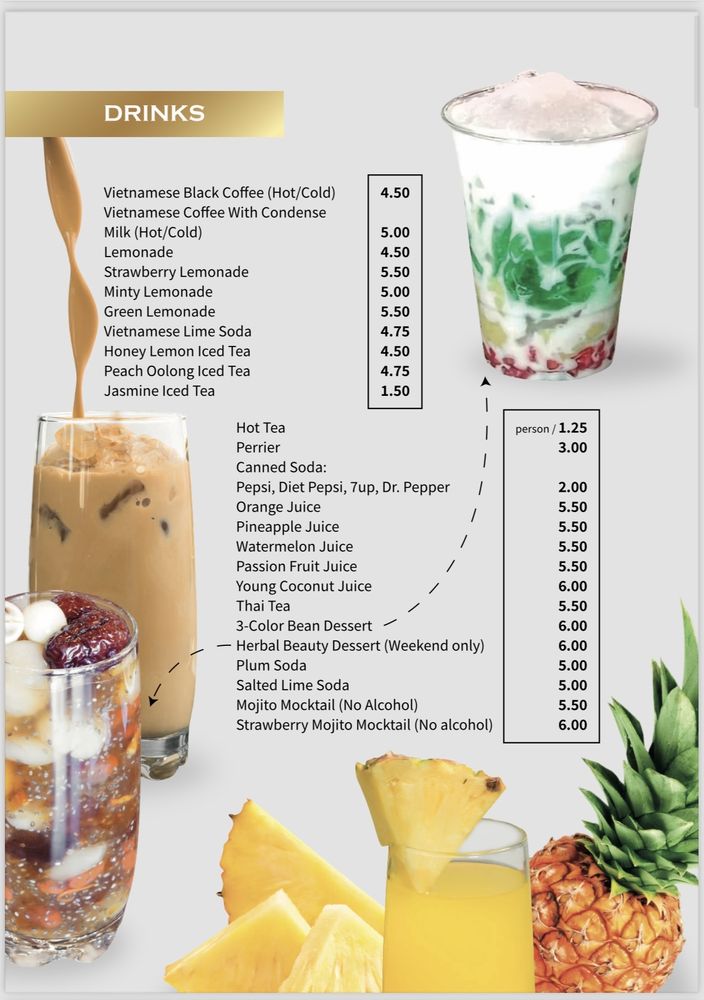 DRINKS
Vietnamese Black Coffee (Hot/Cold) 4.50
Vietnamese Coffee With Condense
Milk (Hot/Cold) 5.00
Lemonade 4.50
Strawberry Lemonade 5.50
Minty Lemonade 5.00
Green Lemonade 5.50
Vietnamese Lime Soda 4.75
Honey Lemon Iced Tea 4.50
Peach Oolong Iced Tea 4.75
Jasmine Iced Tea 1.50
Hot Tea person / 1.25
Perrier 3.00
Canned Soda:
Pepsi, Diet Pepsi, 7up, Dr. Pepper 2.00
Orange Juice 5.50
Pineapple Juice 5.50
Watermelon Juice 5.50
Passion Fruit Juice 5.50
Young Coconut Juice 6.00
Thai Tea 5.50
3-Color Bean Dessert 6.00
Herbal Beauty Dessert (Weekend only) 6.00
Plum Soda 5.00
Salted Lime Soda 5.00
Mojito Mocktail (No Alcohol) 5.50
Strawberry Mojito Mocktail (No alcohol) 6.00